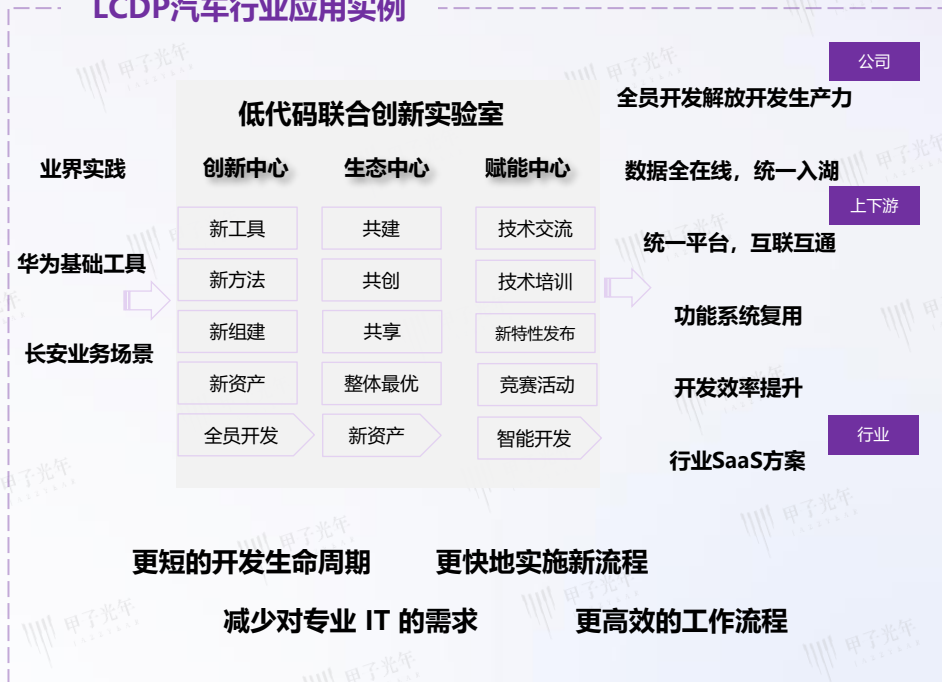 LCDP汽车行业应用实例
公司
全员开发解放开发生产力
低代码联合创新实验室
业界实践
创新中心
生态中心
赋能中心
数据全在线，统一入湖
上下游
新工具
共建
技术交流
统一平台，互联互通
华为基础工具
新方法
共创
技术培训
功能系统复用
新组建
共享
新特性发布
长安业务场景
新资产
整体最优
竞赛活动
开发效率提升
全员开发
新资产
智能开发
行业
行业SaaS方案
更短的开发生命周期
更快地实施新流程
减少对专业 IT 的需求
更高效的工作流程
甲子光年